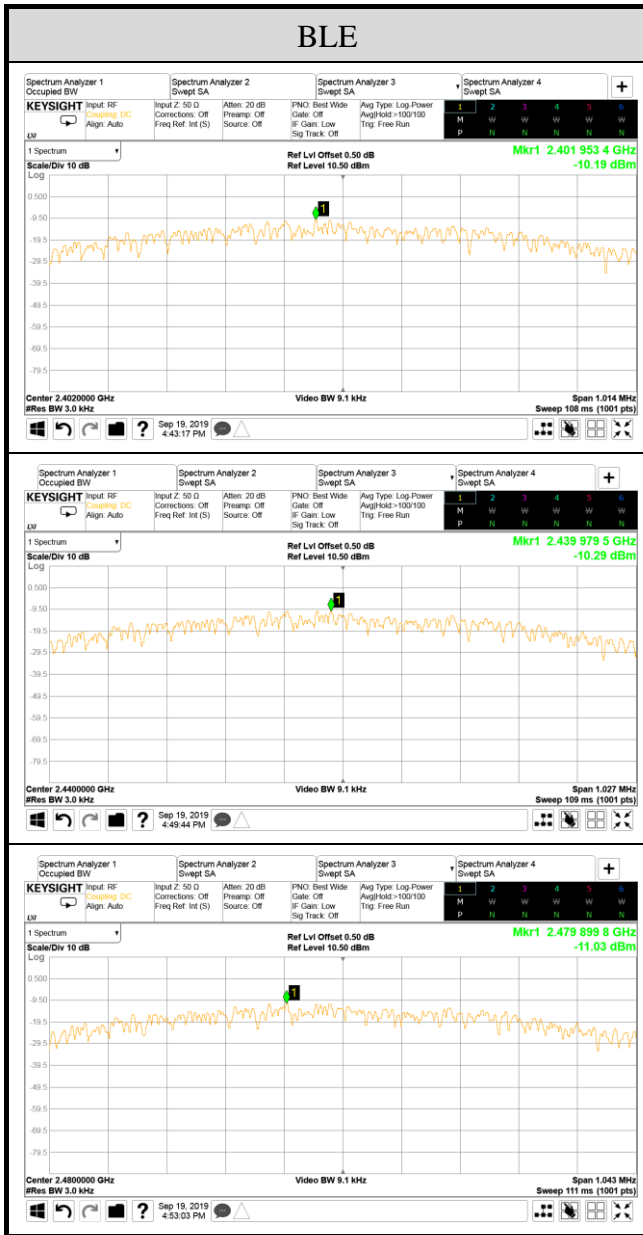 BLE
Spectrum Analyzer 1
Occupied BW
Spectrum Analyzer 2
Swept SA
Spectrum Analyzer 3
Swept SA
Spectrum Analyzer 4
Swept SA
+
KEYSIGHT
Input: RF
Coupling: DC
Align: Auto
Input Z: 50 Ω
Corrections: Off
Freq Ref: Int (S)
Atten: 20 dB
Preamp: Off
Source: Off
PNO: Best Wide
Gate: Off
IF Gain: Low
Sig Track: Off
Avg Type: Log-Power
Avg|Hold:>100/100
Trig: Free Run
1 2 3 4 5 6
M W W W W W
P N N N N N
LXI
1 Spectrum
Scale/Div 10 dB
Log
Ref Lvl Offset 0.50 dB
Ref Level 10.50 dBm
Mkr1 2.401 953 4 GHz
-10.19 dBm
1
0.500
-9.50
-19.5
-29.5
-39.5
-49.5
-59.5
-69.5
-79.5
Center 2.4020000 GHz
#Res BW 3.0 kHz
Video BW 9.1 kHz
Span 1.014 MHz
Sweep 108 ms (1001 pts)
?
Sep 19, 2019
4:43:17 PM
Spectrum Analyzer 1
Occupied BW
Spectrum Analyzer 2
Swept SA
Spectrum Analyzer 3
Swept SA
Spectrum Analyzer 4
Swept SA
+
KEYSIGHT
Input: RF
Coupling: DC
Align: Auto
Input Z: 50 Ω
Corrections: Off
Freq Ref: Int (S)
Atten: 20 dB
Preamp: Off
Source: Off
PNO: Best Wide
Gate: Off
IF Gain: Low
Sig Track: Off
Avg Type: Log-Power
Avg|Hold:>100/100
Trig: Free Run
1 2 3 4 5 6
M W W W W W
P N N N N N
LXI
1 Spectrum
Scale/Div 10 dB
Log
Ref Lvl Offset 0.50 dB
Ref Level 10.50 dBm
Mkr1 2.439 979 5 GHz
-10.29 dBm
1
0.500
-9.50
-19.5
-29.5
-39.5
-49.5
-59.5
-69.5
-79.5
Center 2.4400000 GHz
#Res BW 3.0 kHz
Video BW 9.1 kHz
Span 1.027 MHz
Sweep 109 ms (1001 pts)
?
Sep 19, 2019
4:49:44 PM
Spectrum Analyzer 1
Occupied BW
Spectrum Analyzer 2
Swept SA
Spectrum Analyzer 3
Swept SA
Spectrum Analyzer 4
Swept SA
+
KEYSIGHT
Input: RF
Coupling: DC
Align: Auto
Input Z: 50 Ω
Corrections: Off
Freq Ref: Int (S)
Atten: 20 dB
Preamp: Off
Source: Off
PNO: Best Wide
Gate: Off
IF Gain: Low
Sig Track: Off
Avg Type: Log-Power
Avg|Hold:>100/100
Trig: Free Run
1 2 3 4 5 6
M W W W W W
P N N N N N
LXI
1 Spectrum
Scale/Div 10 dB
Log
Ref Lvl Offset 0.50 dB
Ref Level 10.50 dBm
Mkr1 2.479 899 8 GHz
-11.03 dBm
1
0.500
-9.50
-19.5
-29.5
-39.5
-49.5
-59.5
-69.5
-79.5
Center 2.4800000 GHz
#Res BW 3.0 kHz
Video BW 9.1 kHz
Span 1.043 MHz
Sweep 111 ms (1001 pts)
?
Sep 19, 2019
4:53:03 PM